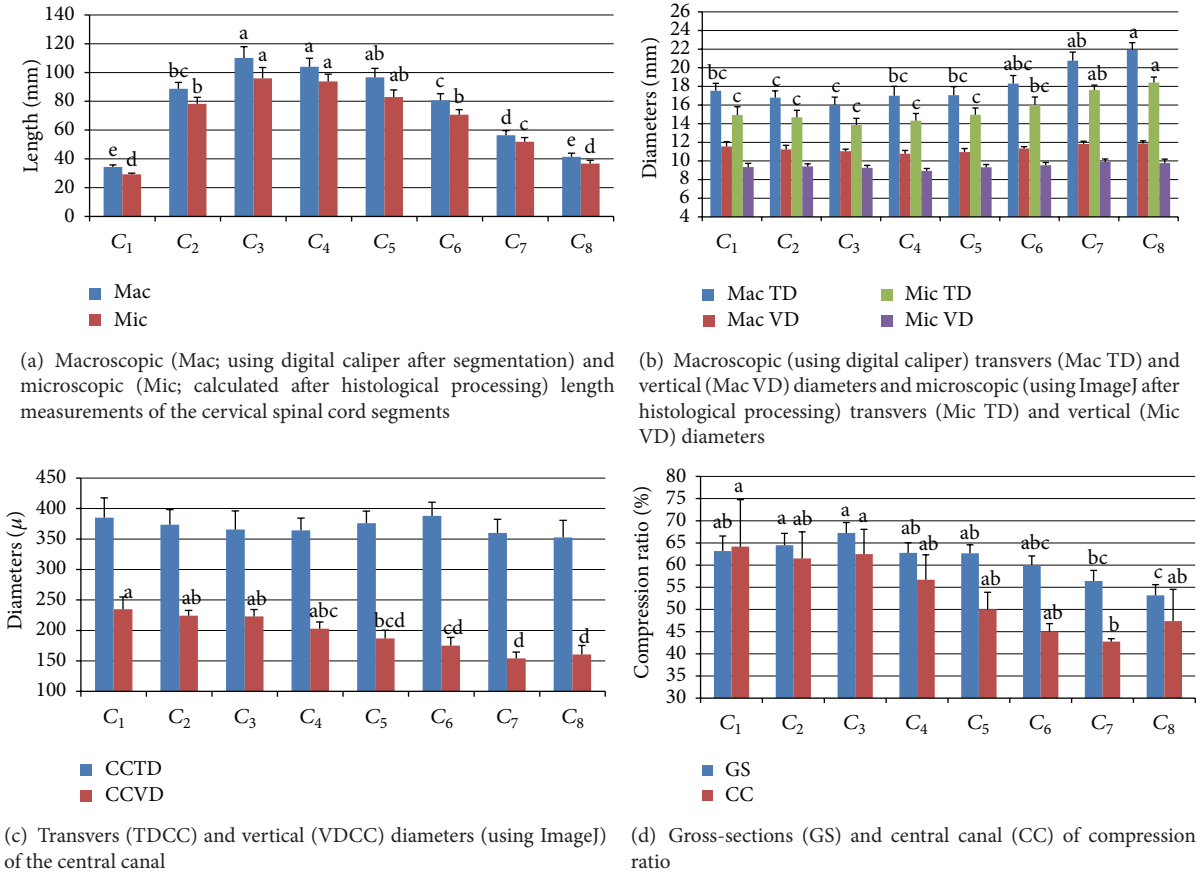 140
120
100
80
60
40
20
0
Length (mm)
e
d
bc
b
a
a
a
a
ab
ab
a
b
d
c
e
d
C1
C2
C3
C4
C5
C6
C7
C8
Mac
Mic
(a) Macroscopic (Mac; using digital caliper after segmentation) and
microscopic (Mic; calculated after histological processing) length
measurements of the cervical spinal cord segments
26
24
22
20
18
16
14
12
10
8
6
4
Diameters (mm)
bc
c
c
c
c
c
bc
c
bc
c
abc
bc
ab
ab
a
a
C1
C2
C3
C4
C5
C6
C7
C8
Mac TD
Mac VD
Mic TD
Mic VD
(b) Macroscopic (using digital caliper) transvers (Mac TD) and
vertical (Mac VD) diameters and microscopic (using ImageJ after
histological processing) transvers (Mic TD) and vertical (Mic
VD) diameters
450
400
350
300
250
200
150
100
Diameters (μ)
a
ab
ab
abc
bcd
cd
d
d
C1
C2
C3
C4
C5
C6
C7
C8
CCTD
CCVD
(c) Transvers (TDCC) and vertical (VDCC) diameters (using ImageJ)
of the central canal
80
75
70
65
60
55
50
45
40
35
30
Compression ratio (%)
ab
a
a
ab
a
a
ab
ab
ab
ab
abc
ab
bc
b
c
ab
C1
C2
C3
C4
C5
C6
C7
C8
GS
CC
(d) Gross-sections (GS) and central canal (CC) of compression
ratio